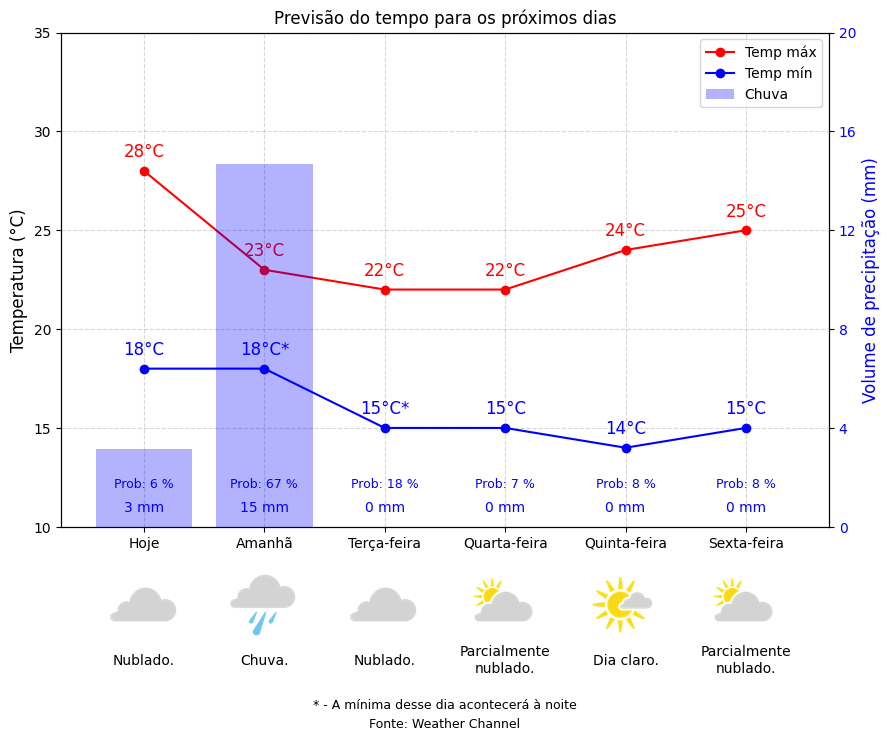 Previsão do tempo para os próximos dias
35
30
25
20
15
10
Temperatura (°C)
20
16
12
8
4
0
Volume de precipitação (mm)
Temp máx
Temp mín
Chuva
28°C
23°C
22°C
22°C
24°C
25°C
18°C
18°C*
15°C*
15°C
14°C
15°C
Prob: 6 %
Prob: 67 %
Prob: 18 %
Prob: 7 %
Prob: 8 %
Prob: 8 %
3 mm
15 mm
0 mm
0 mm
0 mm
0 mm
Hoje
Amanhã
Terça-feira
Quarta-feira
Quinta-feira
Sexta-feira
Nublado.
Chuva.
Nublado.
Parcialmente
nublado.
Dia claro.
Parcialmente
nublado.
* - A mínima desse dia acontecerá à noite
Fonte: Weather Channel